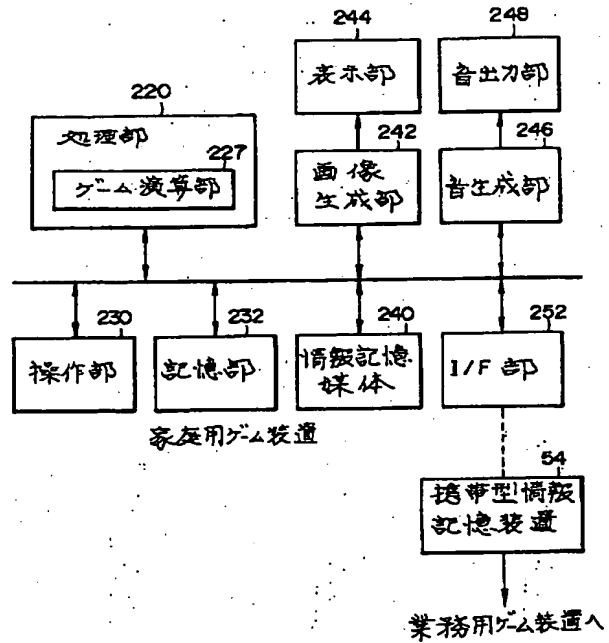 244
248
220
表示部
音出力部
処理部
242
246
227
ゲーム演算部
画像
生成部
音生成部
230
232
240
252
操作部
記憶部
情報記憶
媒体
I/F部
家庭用ゲーム装置
54
携帯型情報
記憶装置
業務用ゲーム装置へ